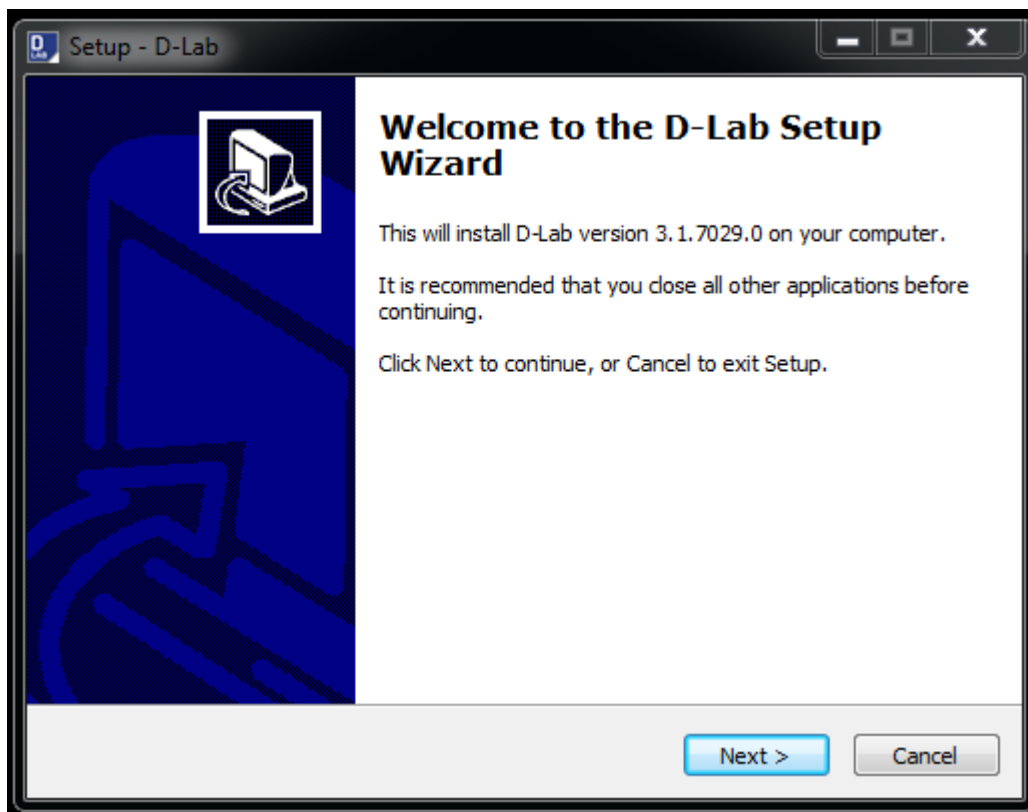 D
LAB
Setup - D-Lab
Welcome to the D-Lab Setup
Wizard
This will install D-Lab version 3.1.7029.0 on your computer.
It is recommended that you close all other applications before
continuing.
Click Next to continue, or Cancel to exit Setup.
Next >
Cancel